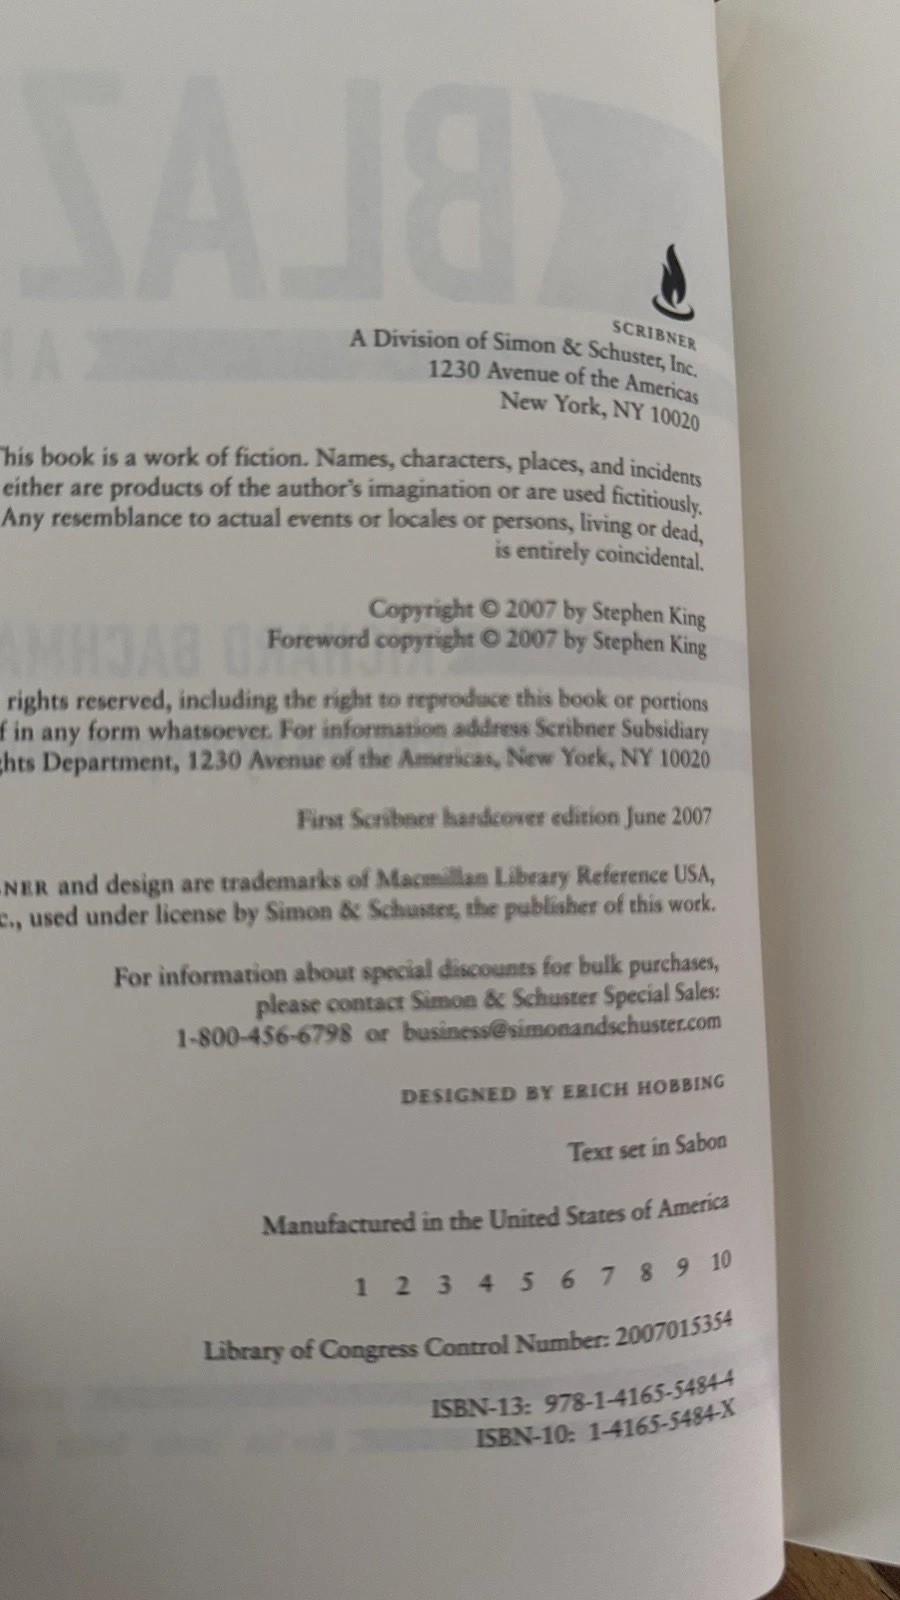 SCRIBNER
A Division of Simon & Schuster, Inc.
1230 Avenue of the Americas
New York, NY 10020
This book is a work of fiction. Names, characters, places, and incidents
either are products of the author's imagination or are used fictitiously.
Any resemblance to actual events or locales or persons, living or dead,
is entirely coincidental.
Copyright © 2007 by Stephen King
Foreword copyright © 2007 by Stephen King
rights reserved, including the right to reproduce this book or portions
f in any form whatsoever. For information address Scribner Subsidiary
ghts Department, 1230 Avenue of the Americas, New York, NY 10020
First Scribner hardcover edition June 2007
NER and design are trademarks of Macmillan Library Reference USA,
c., used under license by Simon & Schuster, the publisher of this work.
For information about special discounts for bulk purchases,
please contact Simon & Schuster Special Sales:
1-800-456-6798 or business@simonandschuster.com
DESIGNED BY ERICH HOBBING
Text set in Sabon
Manufactured in the United States of America
1 2 3 4 5 6 7 8 9 10
Library of Congress Control Number: 2007015354
ISBN-13: 978-1-4165-5484-4
ISBN-10: 1-4165-5484-X
BLAZ
RICHARD BACHMA